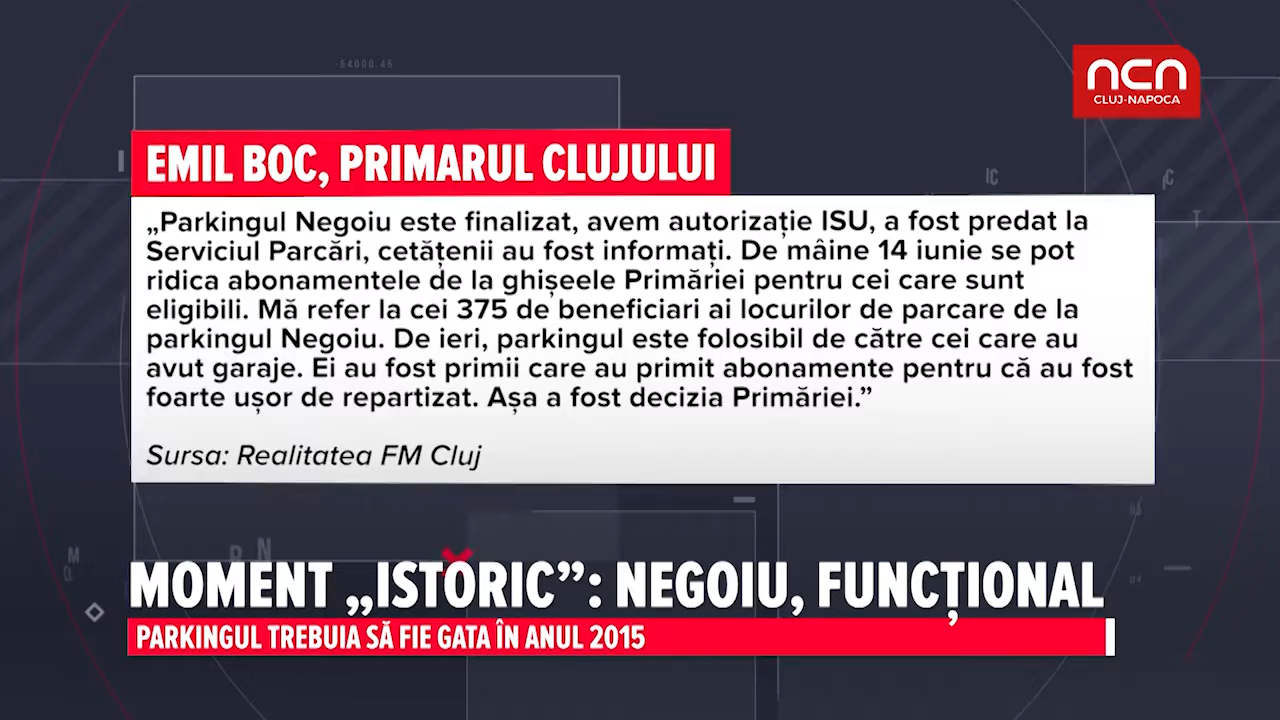 54000 45
ncn
CLUJ-NAPOCA
EMIL BOC, PRIMARUL CLUJULUI
„Parkingul Negoiu este finalizat, avem autorizație ISU, a fost predat la
Serviciul Parcări, cetățenii au fost informați. De mâine 14 iunie se pot
ridica abonamentele de la ghișeele Primăriei pentru cei care sunt
eligibili. Mă refer la cei 375 de beneficiari ai locurilor de parcare de la
parkingul Negoiu. De ieri, parkingul este folosibil de către cei care au
avut garaje. Ei au fost primii care au primit abonamente pentru că au fost
foarte ușor de repartizat. Așa a fost decizia Primăriei.”
Sursa: Realitatea FM Cluj
MOMENT „ISTORIC”: NEGOIU, FUNCȚIONAL
PARKINGUL TREBUIA SĂ FIE GATA ÎN ANUL 2015